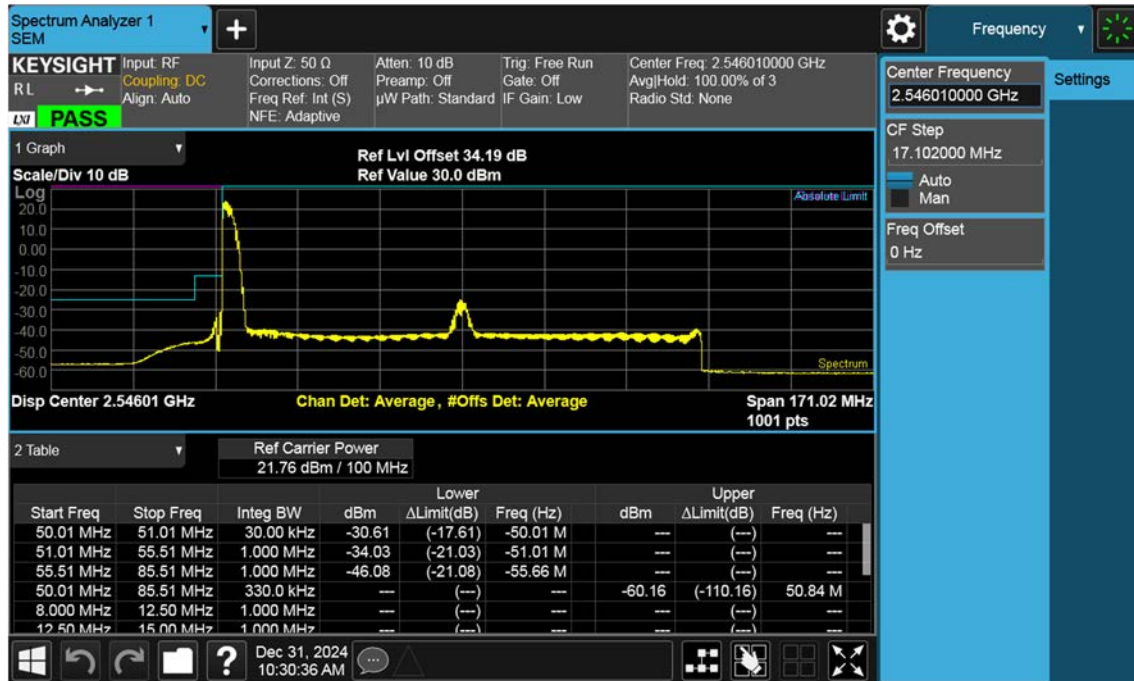 Spectrum Analyzer 1
SEM
Frequency
KEYSIGHT
R L
LXI
PASS
Input: RF
Coupling: DC
Align: Auto
Input Z: 50 Ω
Corrections: Off
Freq Ref: Int (S)
NFE: Adaptive
Atten: 10 dB
Preamp: Off
µW Path: Standard
Trig: Free Run
Gate: Off
IF Gain: Low
Center Freq: 2.546010000 GHz
Avg|Hold: 100.00% of 3
Radio Std: None
Center Frequency
2.546010000 GHz
Settings
CF Step
17.102000 MHz
Auto
Man
Freq Offset
0 Hz
1 Graph
Ref Lvl Offset 34.19 dB
Scale/Div 10 dB
Ref Value 30.0 dBm
Log
Absolute Limit
20.0
10.0
0.00
-10.0
-20.0
-30.0
-40.0
-50.0
-60.0
Spectrum
Disp Center 2.54601 GHz
Chan Det: Average, #Offs Det: Average
Span 171.02 MHz
1001 pts
2 Table
Ref Carrier Power
21.76 dBm / 100 MHz
Lower Upper
Start Freq Stop Freq Integ BW dBm ΔLimit(dB) Freq (Hz) dBm ΔLimit(dB) Freq (Hz)
50.01 MHz 51.01 MHz 30.00 kHz -30.61 (-17.61) -50.01 M --- (---) ---
51.01 MHz 55.51 MHz 1.000 MHz -34.03 (-21.03) -51.01 M --- (---) ---
55.51 MHz 85.51 MHz 1.000 MHz -46.08 (-21.08) -55.66 M --- (---) ---
50.01 MHz 85.51 MHz 330.0 kHz --- (---) --- -60.16 (-110.16) 50.84 M
8.000 MHz 12.50 MHz 1.000 MHz --- (---) --- --- (---) ---
12.50 MHz 15.00 MHz 1.000 MHz --- (---) --- --- (---) ---
?
Dec 31, 2024
10:30:36 AM